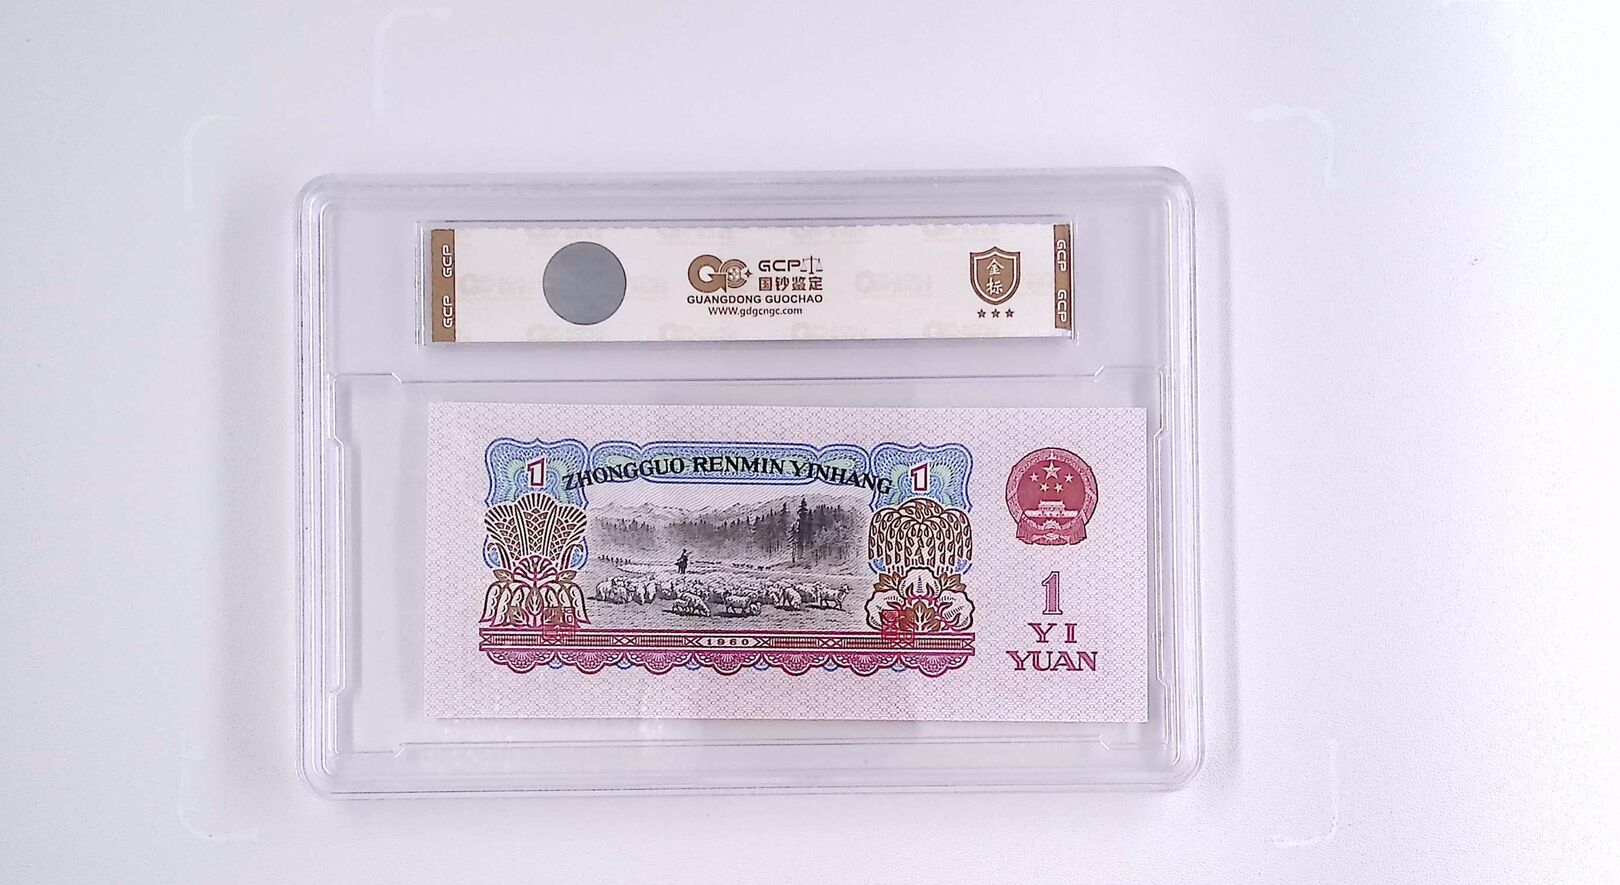 GCP GCP
GCP
国钞鉴定
GUANGDONG GUOCHAO
WWW.gdgcngc.com
金
标
GCP GCP
ZHONGGUO RENMIN YINHANG
1
1
1960
1
YI
YUAN